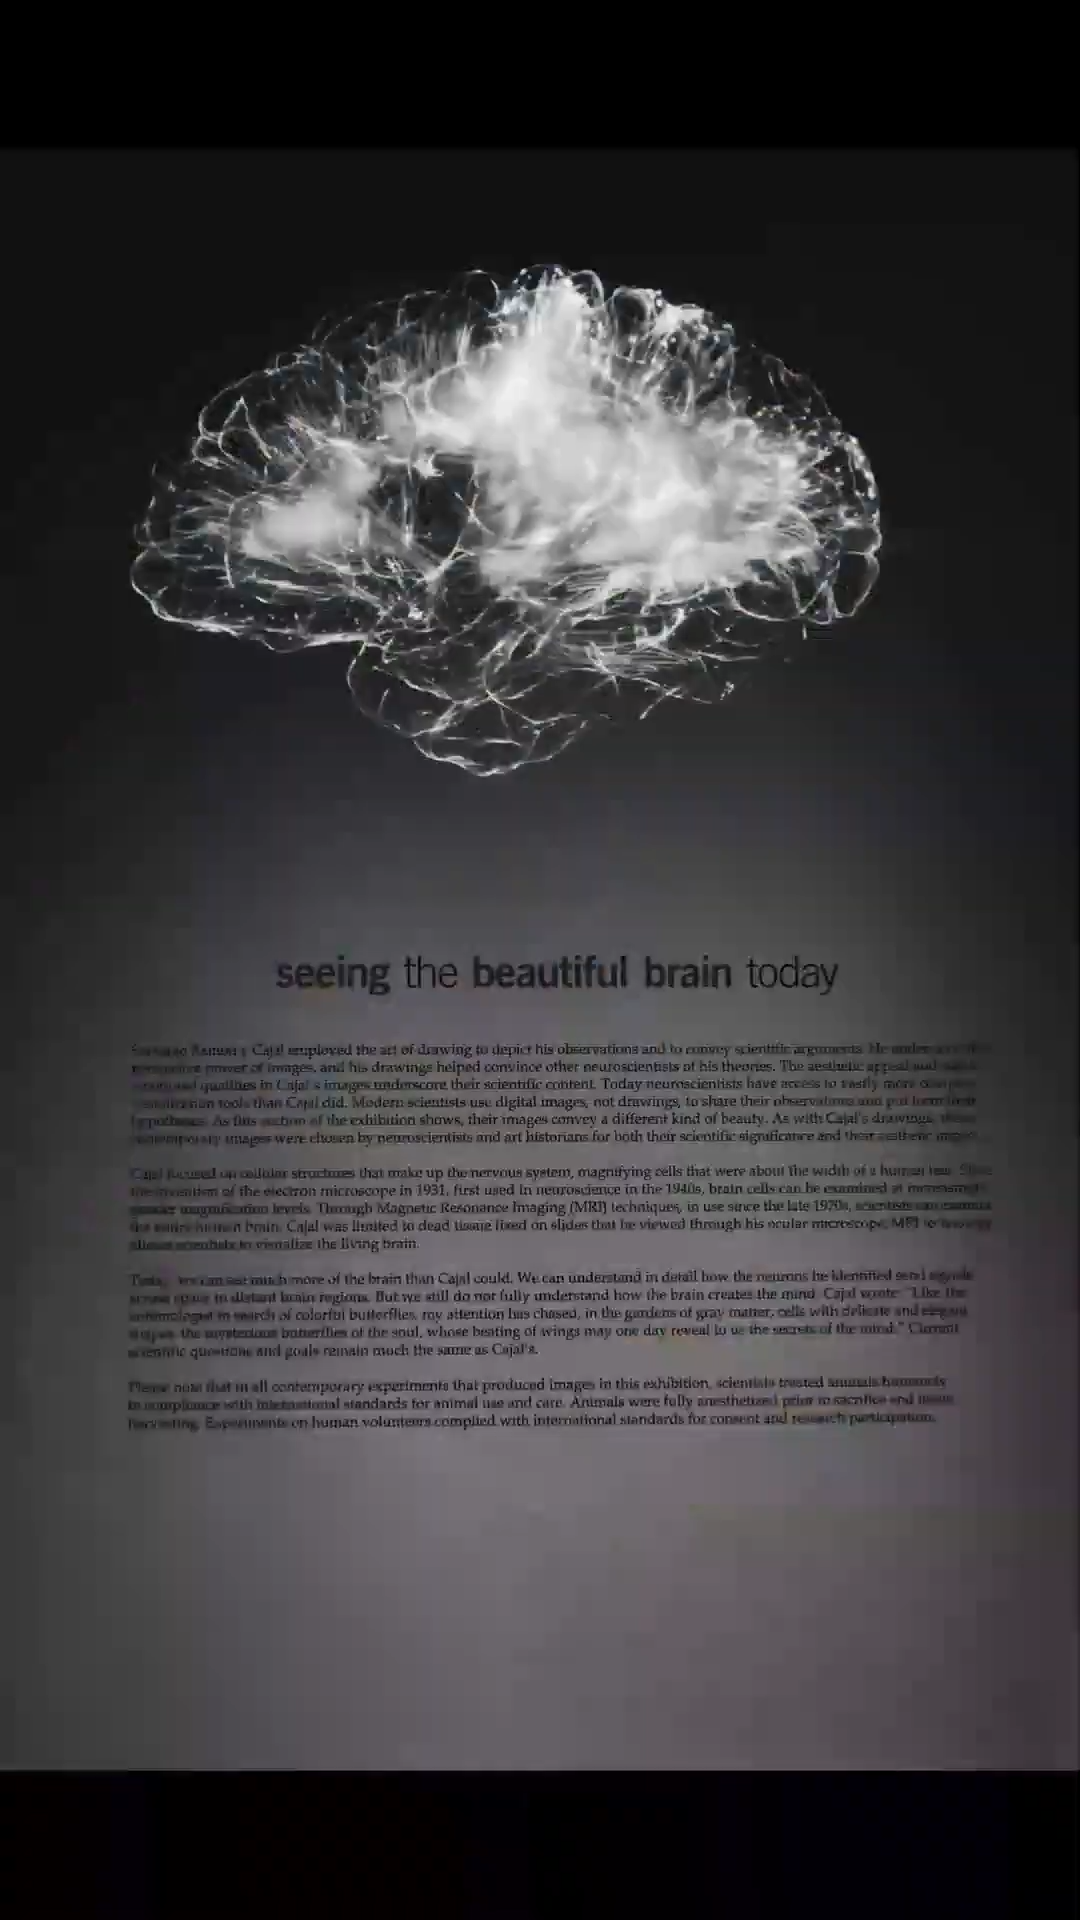 seeing the beautiful brain today
Cajal employed the art of drawing to depict his observations and to convey scientific arguments. He
power of images, and his drawings helped convince other neuroscientists of his theories. The aesthetic appeal and
qualities in Cajal's images underscore their scientific content. Today neuroscientists have access to vastly more
tools than Cajal did. Modern scientists use digital images, not drawings, to share their observations and put
hypotheses. As this section of the exhibition shows, their images convey a different kind of beauty. As with Cajal's drawings,
contemporary images were chosen by neuroscientists and art historians for both their scientific significance and their aesthetic
Cajal focused on cellular structures that make up the nervous system, magnifying cells that were about the width of a human
the invention of the electron microscope in 1931, first used in neuroscience in the 1940s, brain cells can be examined at increasingly
greater magnification levels. Through Magnetic Resonance Imaging (MRI) techniques, in use since the late 1970s, scientists can examine
the entire human brain. Cajal was limited to dead tissue fixed on slides that he viewed through his ocular microscope; MRI
allows scientists to visualize the living brain.
Today, we can see much more of the brain than Cajal could. We can understand in detail how the neurons he identified send signals
across space to distant brain regions. But we still do not fully understand how the brain creates the mind. Cajal wrote: "Like the
entomologist in search of colorful butterflies, my attention has chased, in the gardens of gray matter, cells with delicate and elegant
shapes, the mysterious butterflies of the soul, whose beating of wings may one day reveal to us the secrets of the mind." Current
scientific questions and goals remain much the same as Cajal's.
Please note that in all contemporary experiments that produced images in this exhibition, scientists treated animals humanely
in compliance with international standards for animal use and care. Animals were fully anesthetized prior to sacrifice and tissue
harvesting. Experiments on human volunteers complied with international standards for consent and research participation.